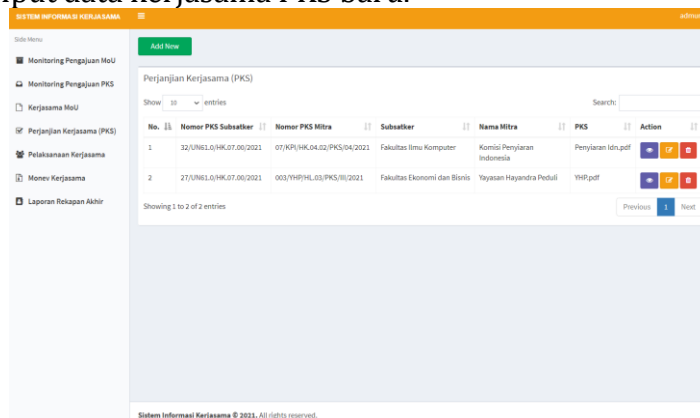 input data kerjasama PKS baru.
SISTEM INFORMASI KERJASAMA
Side Menu
Monitoring Pengajuan MoU
Monitoring Pengajuan PKS
Kerjasama MoU
Perjanjian Kerjasama (PKS)
Pelaksanaan Kerjasama
Monev Kerjasama
Laporan Rekapan Akhir
Add New
Perjanjian Kerjasama (PKS)
Show 10 entries Search:
No. Nomor PKS Subsatker Nomor PKS Mitra Subsatker Nama Mitra PKS Action
1 32/UN61.0/HK.07.00/2021 07/KPI/HK.04.02/PKS/04/2021 Fakultas Ilmu Komputer Komisi Penyiaran Indonesia Penyiaran Idn.pdf
2 27/UN61.0/HK.07.00/2021 003/YHP/HL.03/PKS/III/2021 Fakultas Ekonomi dan Bisnis Yayasan Hayandra Peduli YHP.pdf
Showing 1 to 2 of 2 entries Previous 1 Next
Sistem Informasi Kerjasama © 2021. All rights reserved.